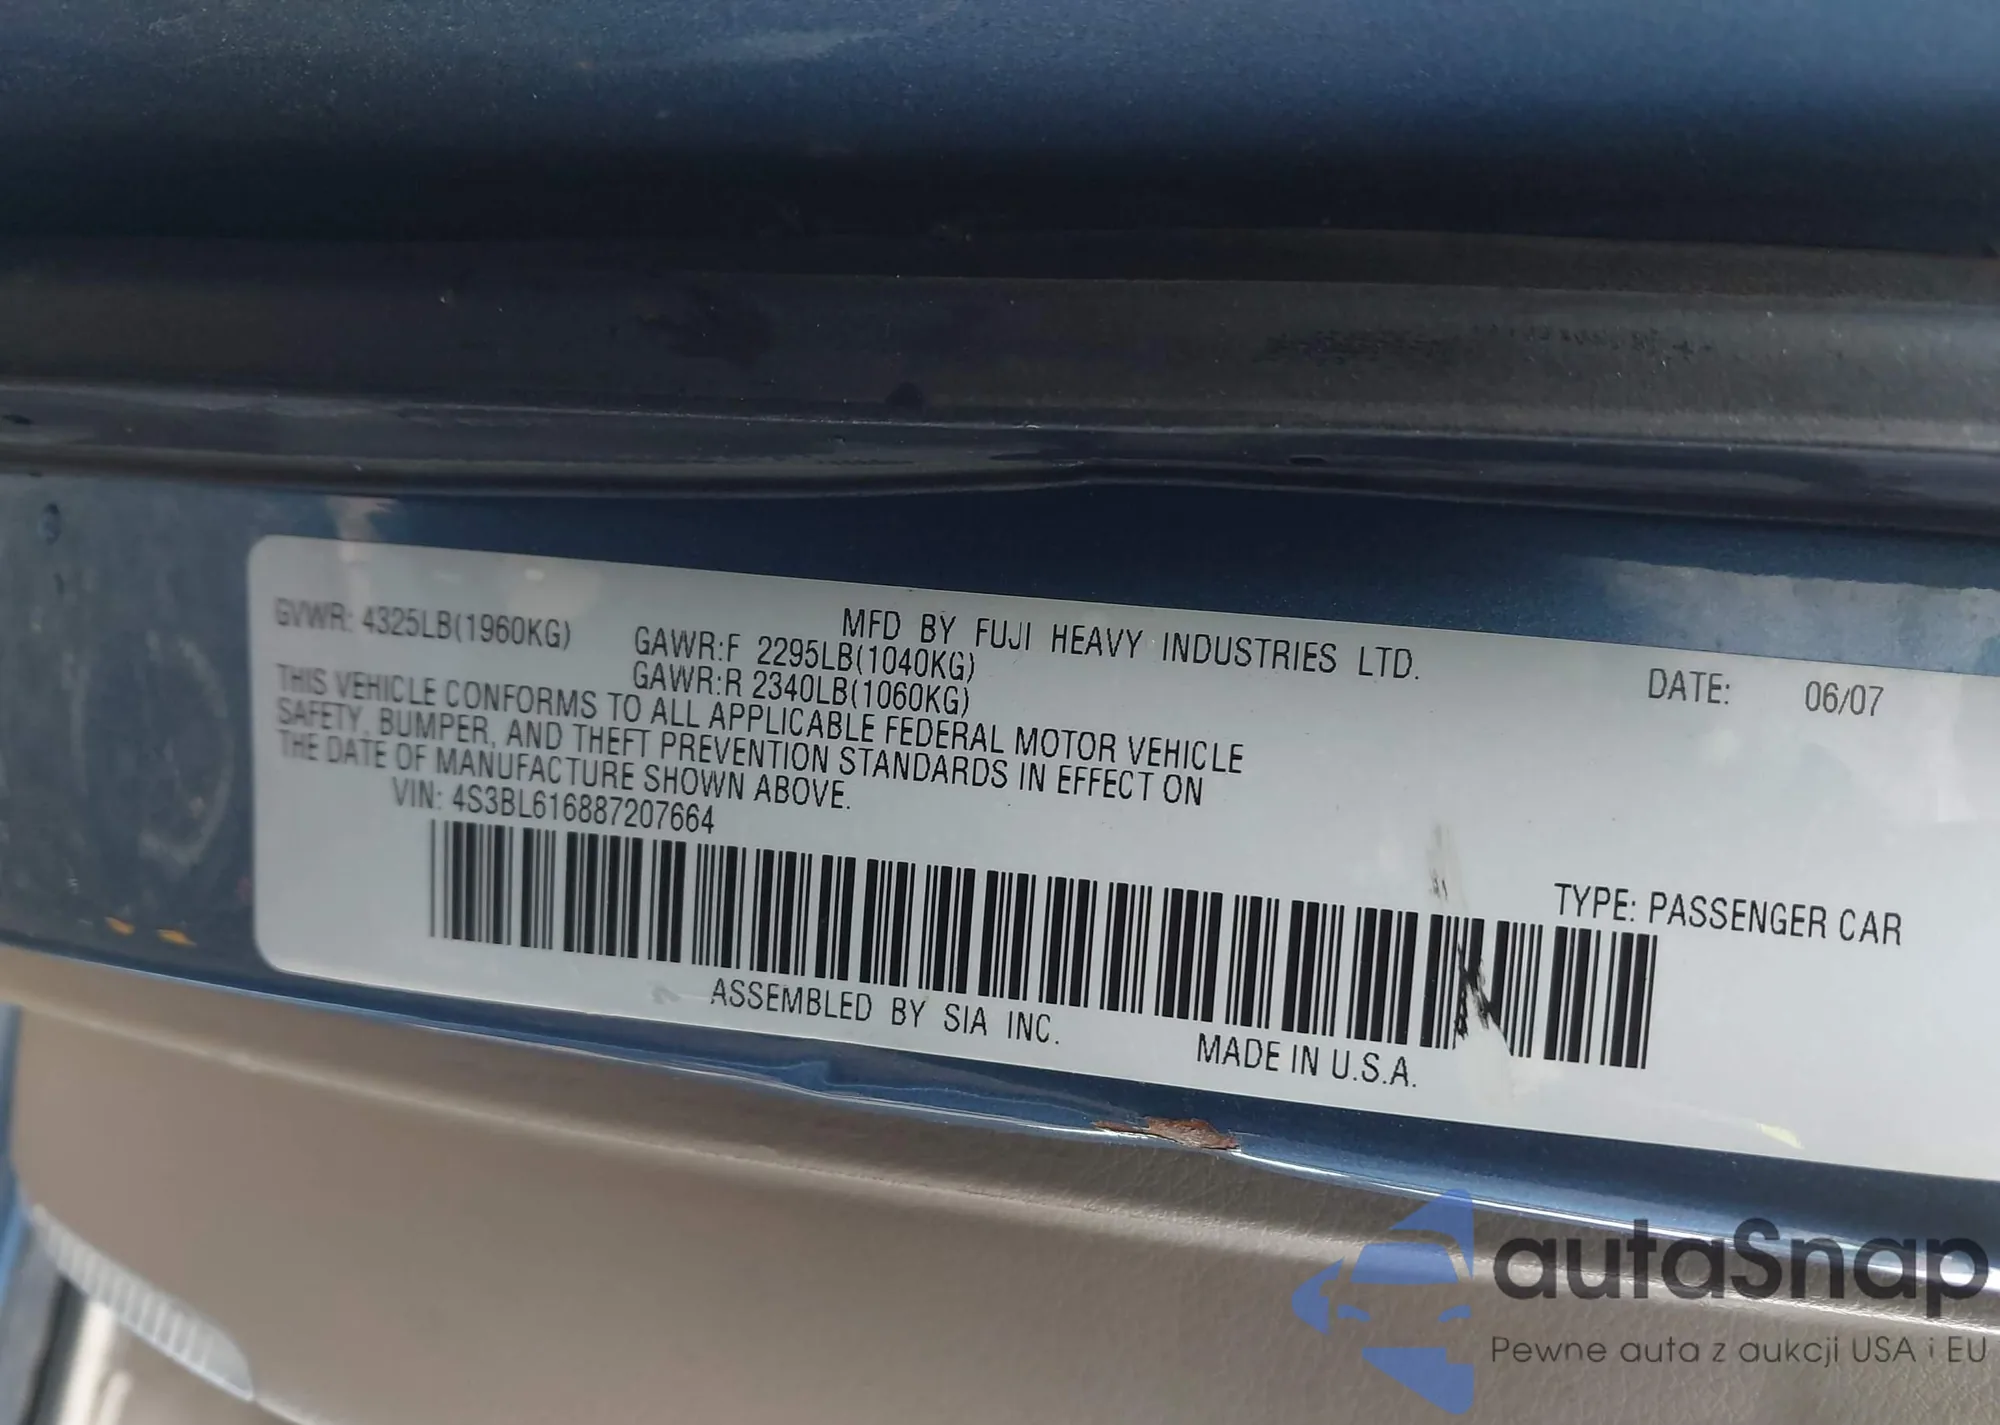 MFD BY FUJI HEAVY INDUSTRIES LTD.
DATE: 06/07
GVWR: 4325LB(1960KG)
GAWR:F 2295LB(1040KG)
GAWR:R 2340LB(1060KG)
THIS VEHICLE CONFORMS TO ALL APPLICABLE FEDERAL MOTOR VEHICLE
SAFETY, BUMPER, AND THEFT PREVENTION STANDARDS IN EFFECT ON
THE DATE OF MANUFACTURE SHOWN ABOVE.
VIN: 4S3BL616887207664
TYPE: PASSENGER CAR
ASSEMBLED BY SIA INC.
MADE IN U.S.A.
autaSnap
Pewne auta z aukcji USA i EU